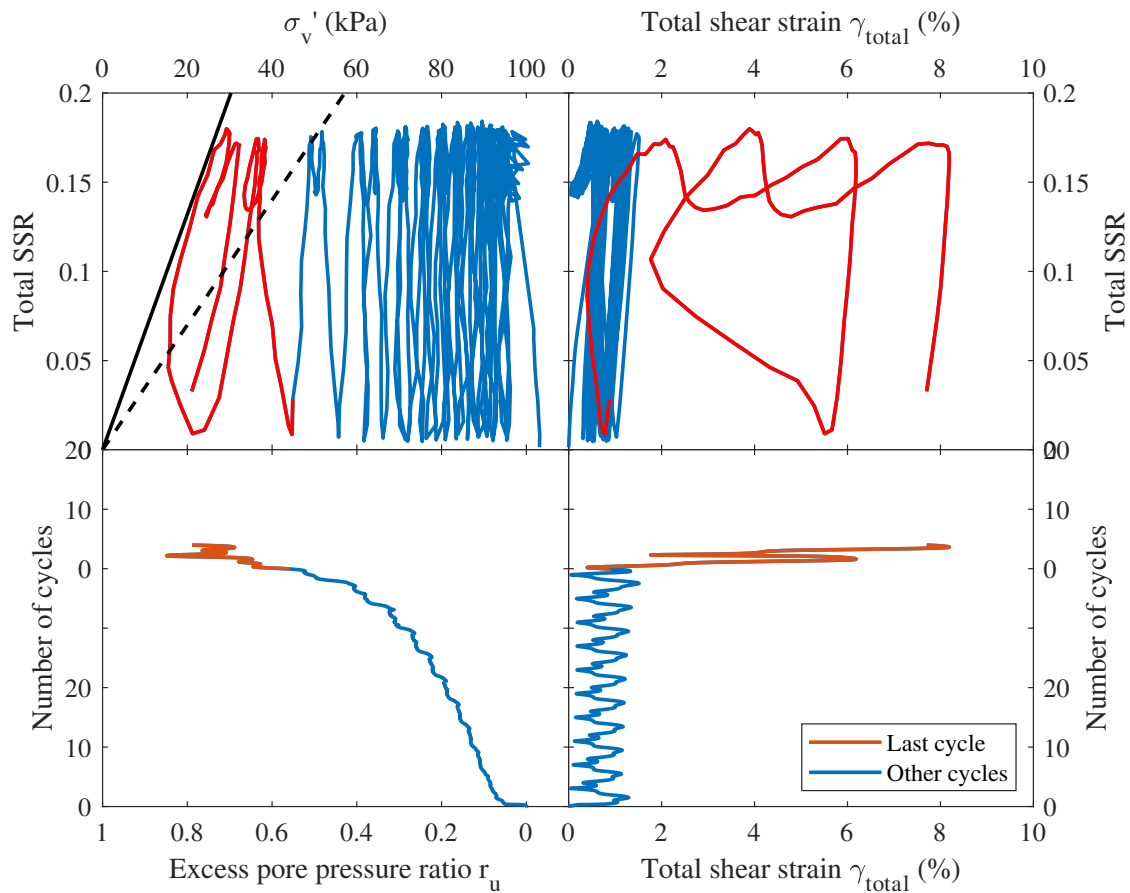 σv' (kPa) Total shear strain γtotal (%)
0 20 40 60 80 100 0 2 4 6 8 10
0.2 0.2
0.15 0.15
0.1 0.1
0.05 0.05
0 0
Total SSR Total SSR
20 20
10 10
0 0
20 20
10 10
0 0
Number of cycles Number of cycles
Last cycle
Other cycles
1 0.8 0.6 0.4 0.2 0 0 2 4 6 8 10
Excess pore pressure ratio ru Total shear strain γtotal (%)